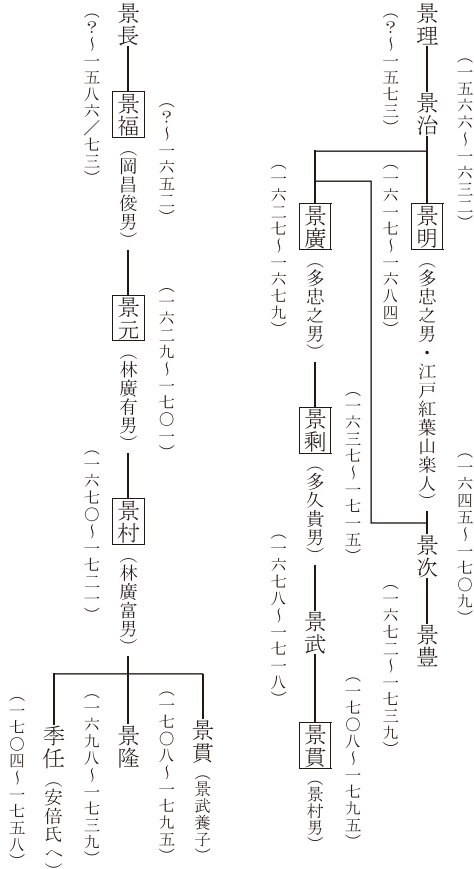 (一五六六〜一六三二)
景理
景治
(?〜一五七三)
景明
(多忠之男・江戸紅葉山楽人)
(一六一七〜一六八四)
(一六四五〜一七〇九)
景次
景豊
(一六七二〜一七三九)
景廣
(多忠之男)
(一六二七〜一六七九)
(一六三七〜一七一五)
景剰
(多久貴男)
景武
(一六七八〜一七一八)
(一七〇八〜一七九五)
景貫
(景村男)
(?〜一六五二)
景長
景福
(岡昌俊男)
(?〜一五八六/七三)
(一六二九〜一七〇一)
景元
(林廣有男)
景村
(林廣富男)
(一六七〇〜一七二一)
景貫
(景武養子)
(一七〇八〜一七九五)
景隆
(一六九八〜一七三九)
季任
(安倍氏へ)
(一七〇四〜一七五八)